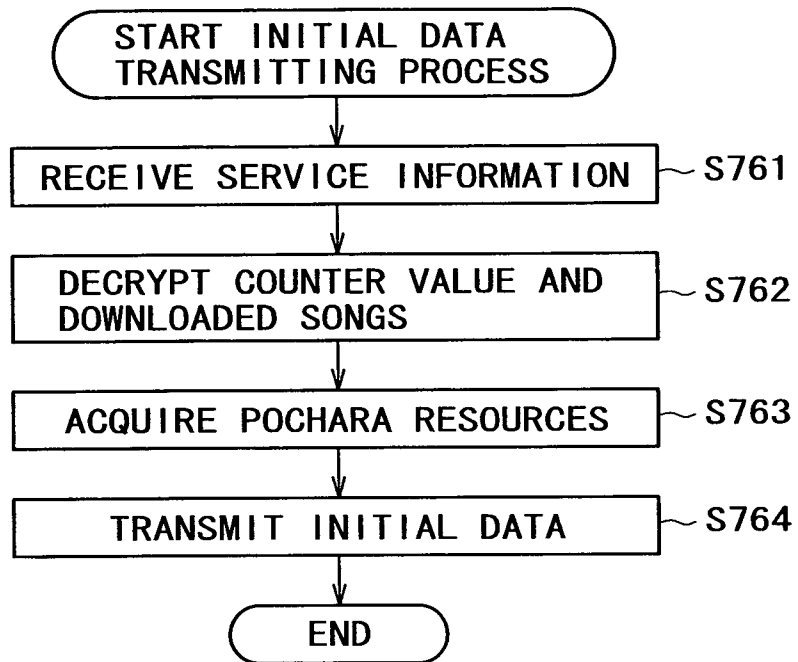 START INITIAL DATA
TRANSMITTING PROCESS
RECEIVE SERVICE INFORMATION
S761
DECRYPT COUNTER VALUE AND
DOWNLOADED SONGS
S762
ACQUIRE POCHARA RESOURCES
S763
TRANSMIT INITIAL DATA
S764
END